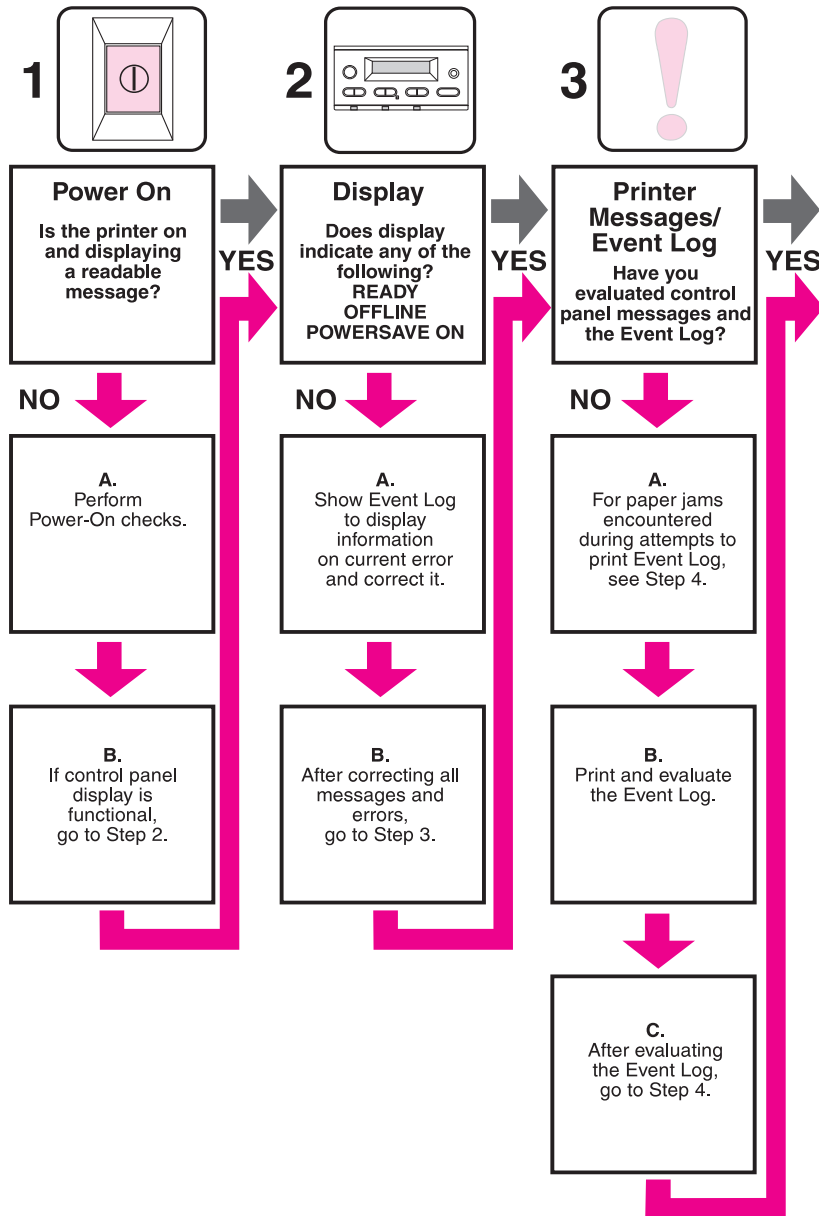 1
Power On
Is the printer on
and displaying
a readable
message?
YES
NO
A.
Perform
Power-On checks.
B.
If control panel
display is
functional,
go to Step 2.
2
Display
Does display
indicate any of the
following?
READY
OFFLINE
POWERSAVE ON
YES
NO
A.
Show Event Log
to display
information
on current error
and correct it.
B.
After correcting all
messages and
errors,
go to Step 3.
3
Printer
Messages/
Event Log
Have you
evaluated control
panel messages and
the Event Log?
YES
NO
A.
For paper jams
encountered
during attempts to
print Event Log,
see Step 4.
B.
Print and evaluate
the Event Log.
C.
After evaluating
the Event Log,
go to Step 4.